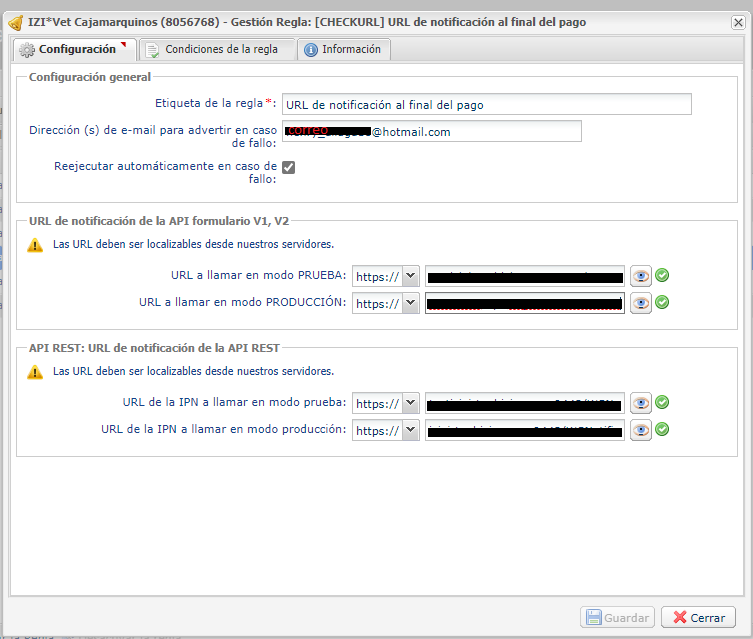 IZI*Vet Cajamarquinos (8056768) - Gestión Regla: [CHECKURL] URL de notificación al final del pago
Configuración
Condiciones de la regla
Información
Configuración general
Etiqueta de la regla*: URL de notificación al final del pago
Dirección (s) de e-mail para advertir en caso
de fallo:
correo @hotmail.com
Reejecutar automáticamente en caso de
fallo:
URL de notificación de la API formulario V1, V2
Las URL deben ser localizables desde nuestros servidores.
URL a llamar en modo PRUEBA: https://
URL a llamar en modo PRODUCCIÓN: https://
API REST: URL de notificación de la API REST
Las URL deben ser localizables desde nuestros servidores.
URL de la IPN a llamar en modo prueba: https://
URL de la IPN a llamar en modo producción: https://
Guardar
Cerrar